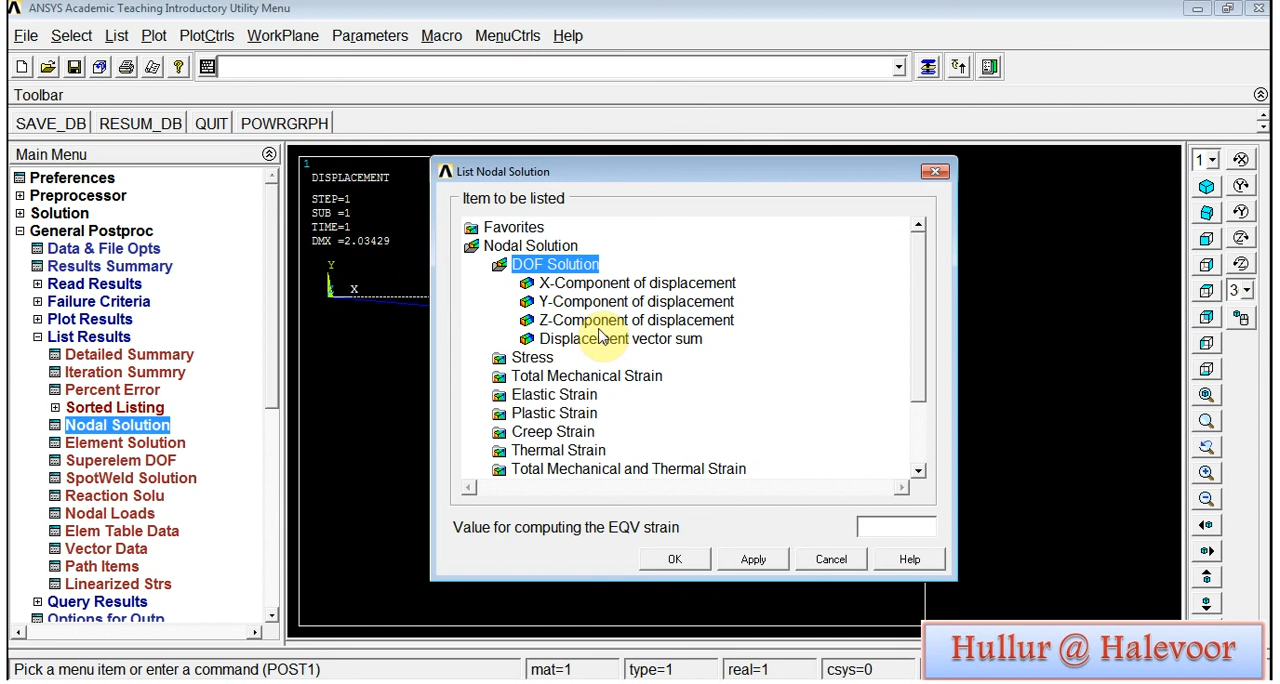 ANSYS Academic Teaching Introductory Utility Menu
File Select List Plot PlotCtrls WorkPlane Parameters Macro MenuCtrls Help
Toolbar
SAVE_DB RESUM_DB QUIT POWRGRPH
Main Menu
Preferences
Preprocessor
Solution
General Postproc
Data & File Opts
Results Summary
Read Results
Failure Criteria
Plot Results
List Results
Detailed Summary
Iteration Summry
Percent Error
Sorted Listing
Nodal Solution
Element Solution
Superelem DOF
SpotWeld Solution
Reaction Solu
Nodal Loads
Elem Table Data
Vector Data
Path Items
Linearized Strs
Query Results
Options for Outp
1
DISPLACEMENT
STEP=1
SUB =1
TIME=1
DMX =2.03429
Y
X
List Nodal Solution
Item to be listed
Favorites
Nodal Solution
DOF Solution
X-Component of displacement
Y-Component of displacement
Z-Component of displacement
Displacement vector sum
Stress
Total Mechanical Strain
Elastic Strain
Plastic Strain
Creep Strain
Thermal Strain
Total Mechanical and Thermal Strain
Value for computing the EQV strain
OK Apply Cancel Help
1
3
Hullur @ Halevoor
Pick a menu item or enter a command (POST1) mat=1 type=1 real=1 csys=0